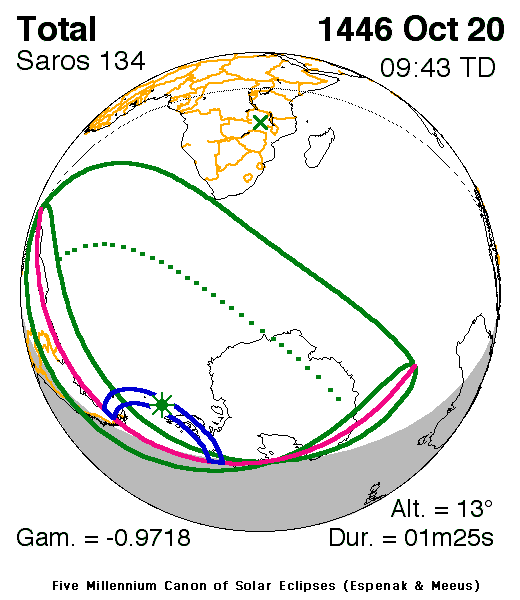 Total 1446 Oct 20
Saros 134 09:43 TD
Alt. = 13°
Gam. = -0.9718 Dur. = 01m25s
Five Millennium Canon of Solar Eclipses (Espenak & Meeus)